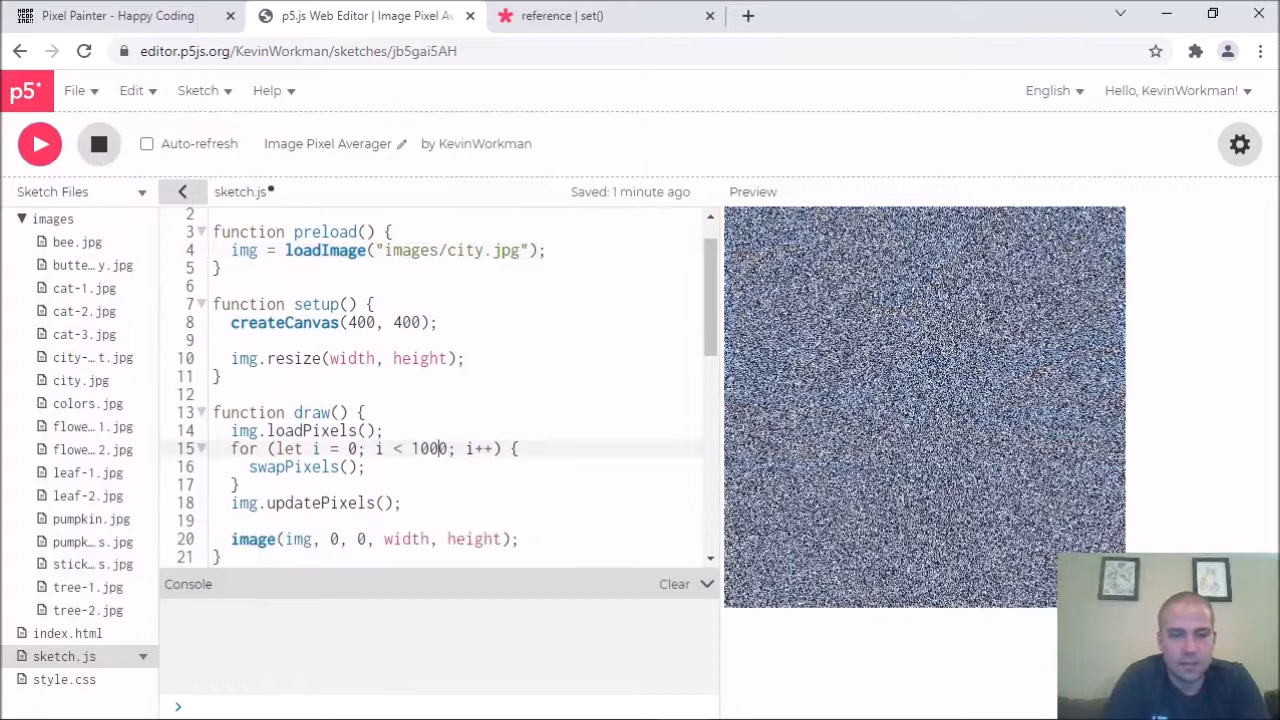 Pixel Painter - Happy Coding
p5.js Web Editor | Image Pixel Av
reference | set()
editor.p5js.org/KevinWorkman/sketches/jb5gai5AH
p5* File Edit Sketch Help English Hello, KevinWorkman!
Auto-refresh Image Pixel Averager by KevinWorkman
Sketch Files sketch.js Saved: 1 minute ago Preview
images
bee.jpg
butte…y.jpg
cat-1.jpg
cat-2.jpg
cat-3.jpg
city-…t.jpg
city.jpg
colors.jpg
flowe…1.jpg
flowe…2.jpg
leaf-1.jpg
leaf-2.jpg
pumpkin.jpg
pumpk…s.jpg
stick…s.jpg
tree-1.jpg
tree-2.jpg
index.html
sketch.js
style.css
2
3 function preload() {
4 img = loadImage("images/city.jpg");
5 }
6
7 function setup() {
8 createCanvas(400, 400);
9
10 img.resize(width, height);
11 }
12
13 function draw() {
14 img.loadPixels();
15 for (let i = 0; i < 1000; i++) {
16 swapPixels();
17 }
18 img.updatePixels();
19
20 image(img, 0, 0, width, height);
21 }
Console Clear
>